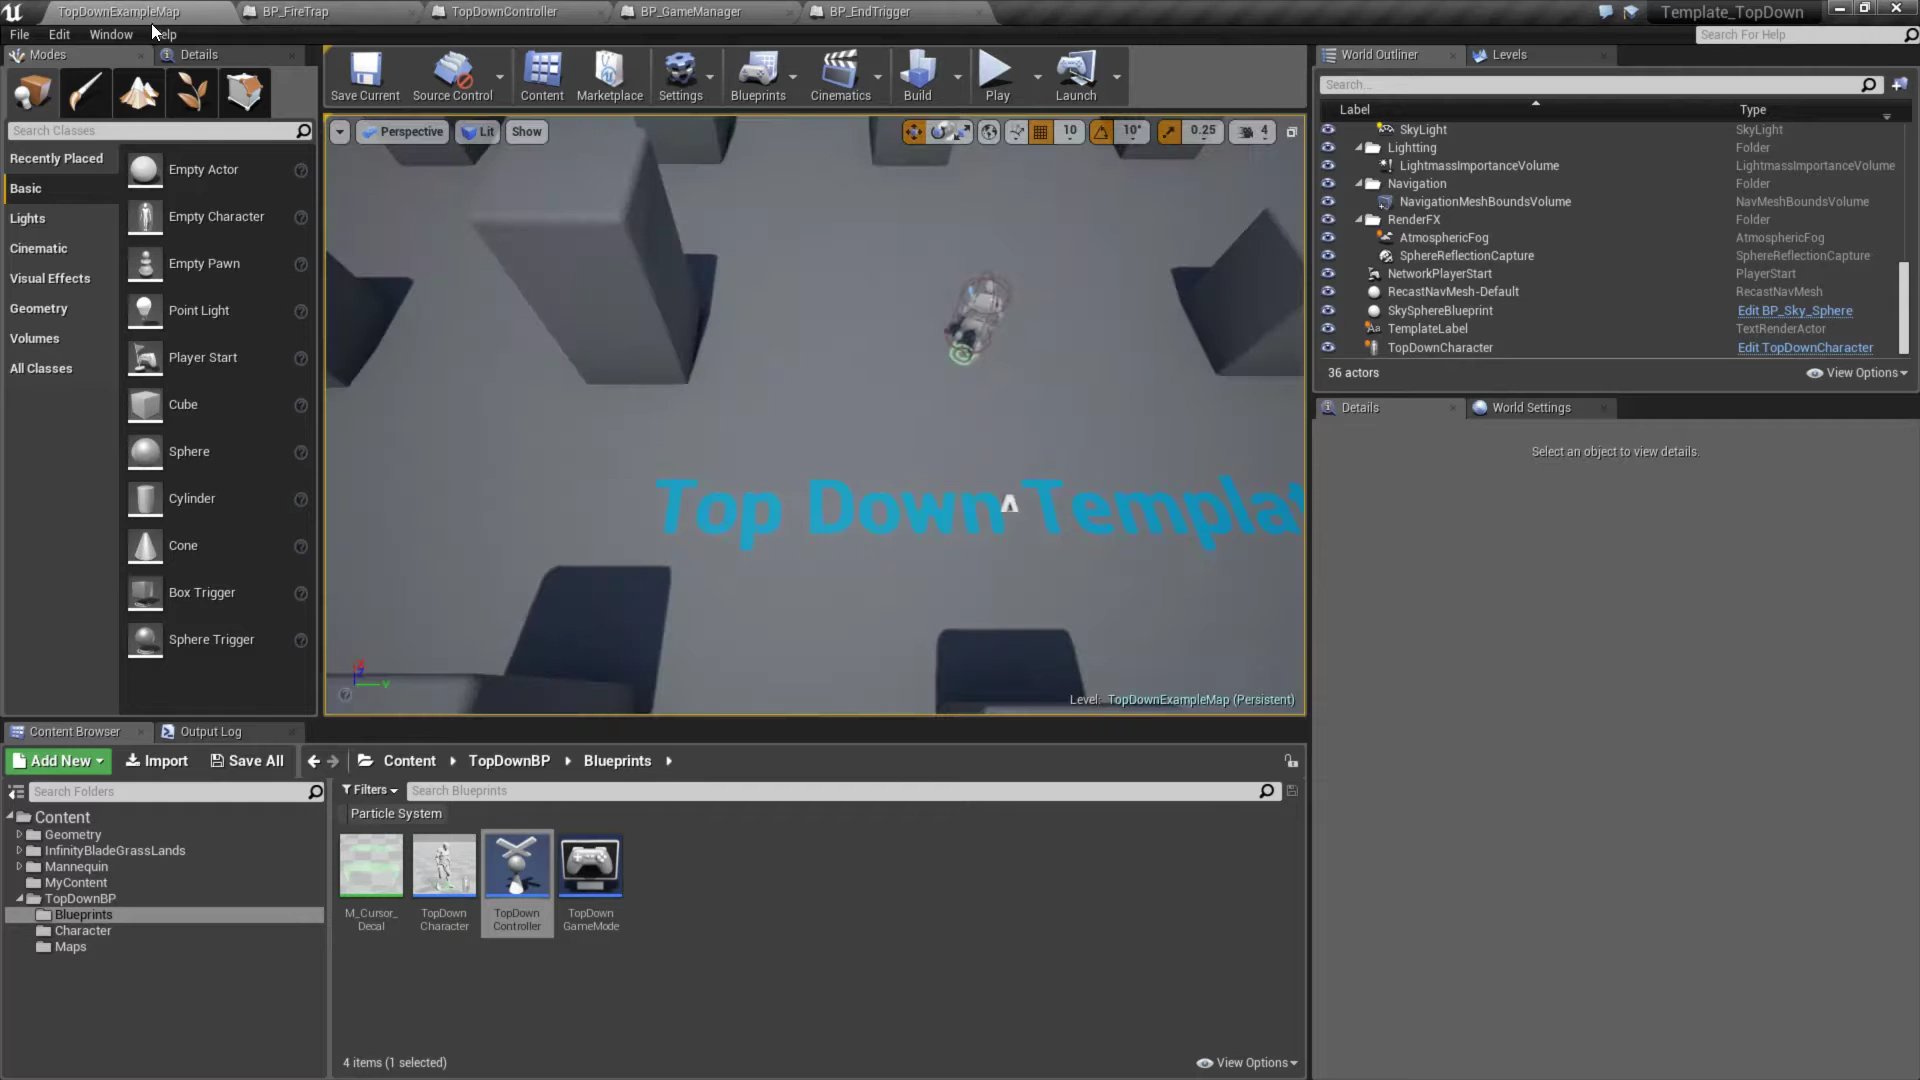 TopDownExampleMap
BP_FireTrap
TopDownController
BP_GameManager
BP_EndTrigger
Template_TopDown
File Edit Window Help
Search For Help
Modes
Details
Search Classes
Recently Placed
Basic
Lights
Cinematic
Visual Effects
Geometry
Volumes
All Classes
Empty Actor
Empty Character
Empty Pawn
Point Light
Player Start
Cube
Sphere
Cylinder
Cone
Box Trigger
Sphere Trigger
Save Current
Source Control
Content
Marketplace
Settings
Blueprints
Cinematics
Build
Play
Launch
Perspective
Lit
Show
10
10°
0.25
4
Top Down Templat
Level: TopDownExampleMap (Persistent)
World Outliner
Levels
Search...
Label Type
SkyLight SkyLight
Lightting Folder
LightmassImportanceVolume LightmassImportanceVolume
Navigation Folder
NavigationMeshBoundsVolume NavMeshBoundsVolume
RenderFX Folder
AtmosphericFog AtmosphericFog
SphereReflectionCapture SphereReflectionCapture
NetworkPlayerStart PlayerStart
RecastNavMesh-Default RecastNavMesh
SkySphereBlueprint Edit BP_Sky_Sphere
TemplateLabel TextRenderActor
TopDownCharacter Edit TopDownCharacter
36 actors
View Options
Details
World Settings
Select an object to view details.
Content Browser
Output Log
Add New
Import
Save All
Content
TopDownBP
Blueprints
Search Folders
Filters
Search Blueprints
Particle System
Content
Geometry
InfinityBladeGrassLands
Mannequin
MyContent
TopDownBP
Blueprints
Character
Maps
M_Cursor_
Decal
TopDown
Character
TopDown
Controller
TopDown
GameMode
4 items (1 selected)
View Options